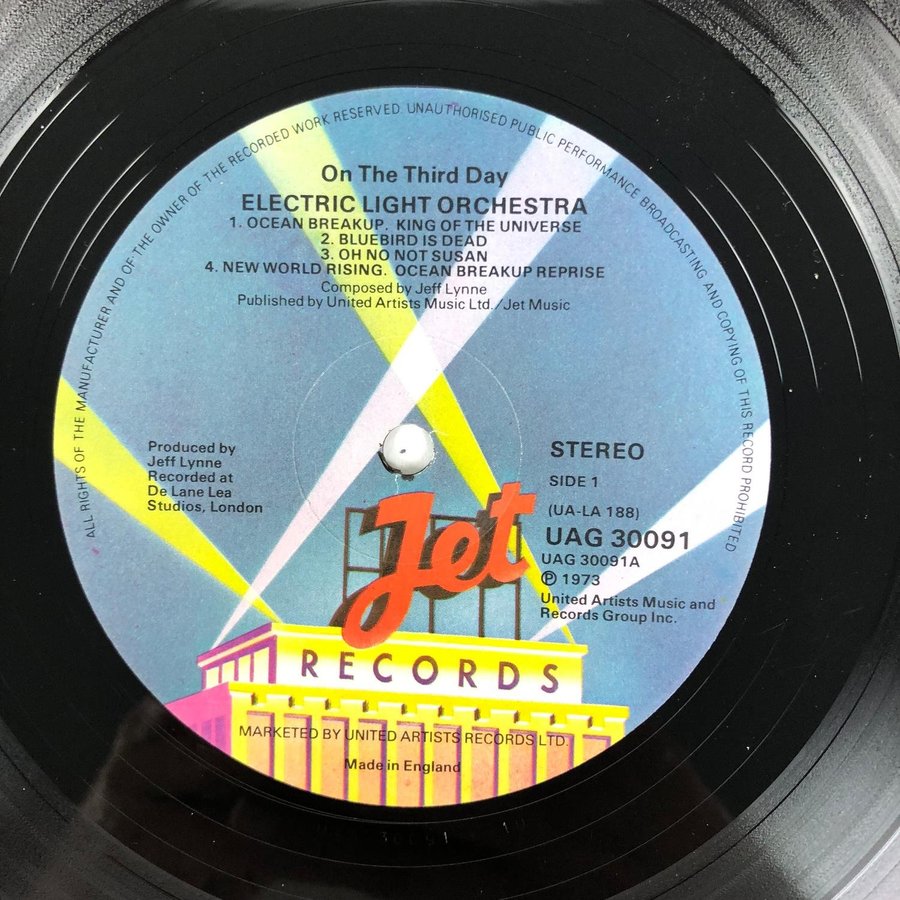 ALL RIGHTS OF THE MANUFACTURER AND OF THE OWNER OF THE RECORDED WORK RESERVED. UNAUTHORISED PUBLIC PERFORMANCE BROADCASTING AND COPYING OF THIS RECORD PROHIBITED
On The Third Day
ELECTRIC LIGHT ORCHESTRA
1. OCEAN BREAKUP. KING OF THE UNIVERSE
2. BLUEBIRD IS DEAD
3. OH NO NOT SUSAN
4. NEW WORLD RISING. OCEAN BREAKUP REPRISE
Composed by Jeff Lynne
Published by United Artists Music Ltd./Jet Music
Produced by
Jeff Lynne
Recorded at
De Lane Lea
Studios, London
STEREO
SIDE 1
(UA-LA 188)
UAG 30091
UAG 30091A
Ⓟ 1973
United Artists Music and
Records Group Inc.
Jet
RECORDS
MARKETED BY UNITED ARTISTS RECORDS LTD.
Made in England